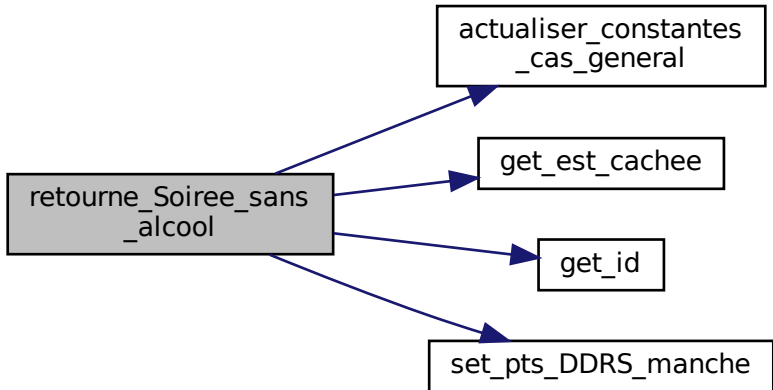 actualiser_constantes
_cas_general
get_est_cachee
retourne_Soiree_sans
_alcool
get_id
set_pts_DDRS_manche